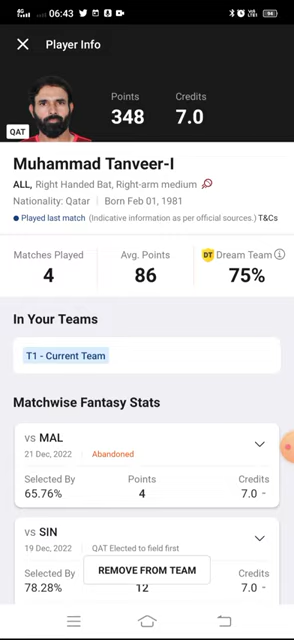 4G 06:43 94
Player Info
Points Credits
348 7.0
QAT
Muhammad Tanveer-I
ALL, Right Handed Bat, Right-arm medium
Nationality: Qatar | Born Feb 01, 1981
Played last match (Indicative information as per official sources.) T&Cs
Matches Played Avg. Points DT Dream Team
4 86 75%
In Your Teams
T1 - Current Team
Matchwise Fantasy Stats
vs MAL
21 Dec, 2022 Abandoned
Selected By Points Credits
65.76% 4 7.0 -
vs SIN
19 Dec, 2022 QAT Elected to field first
Selected By Credits
78.28% 12 7.0 -
REMOVE FROM TEAM